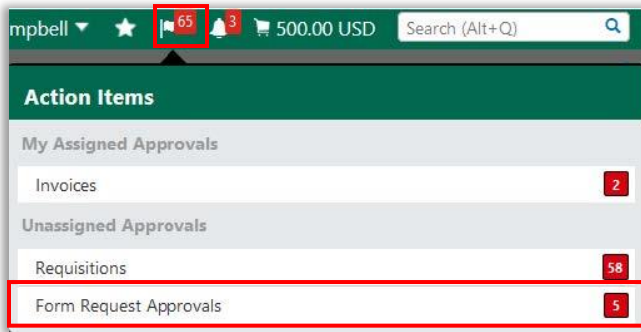 mpbell 65 3 500.00 USD Search (Alt+Q)
Action Items
My Assigned Approvals
Invoices 2
Unassigned Approvals
Requisitions 58
Form Request Approvals 5